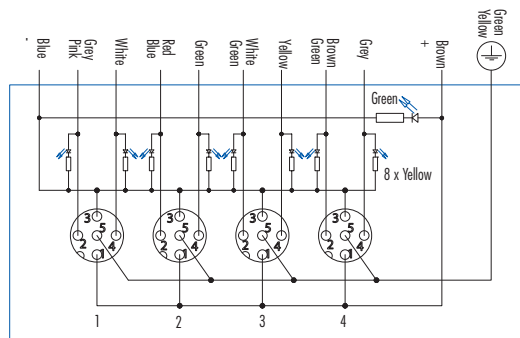 - Blue
Grey Pink
White
Red Blue
Green
White Green
Yellow
Brown Green
Grey
+ Brown
Green Yellow
Green
8 x Yellow
3 3 3 3
2 5 4 2 5 4 2 5 4 2 5 4
1 1 1 1
1 2 3 4